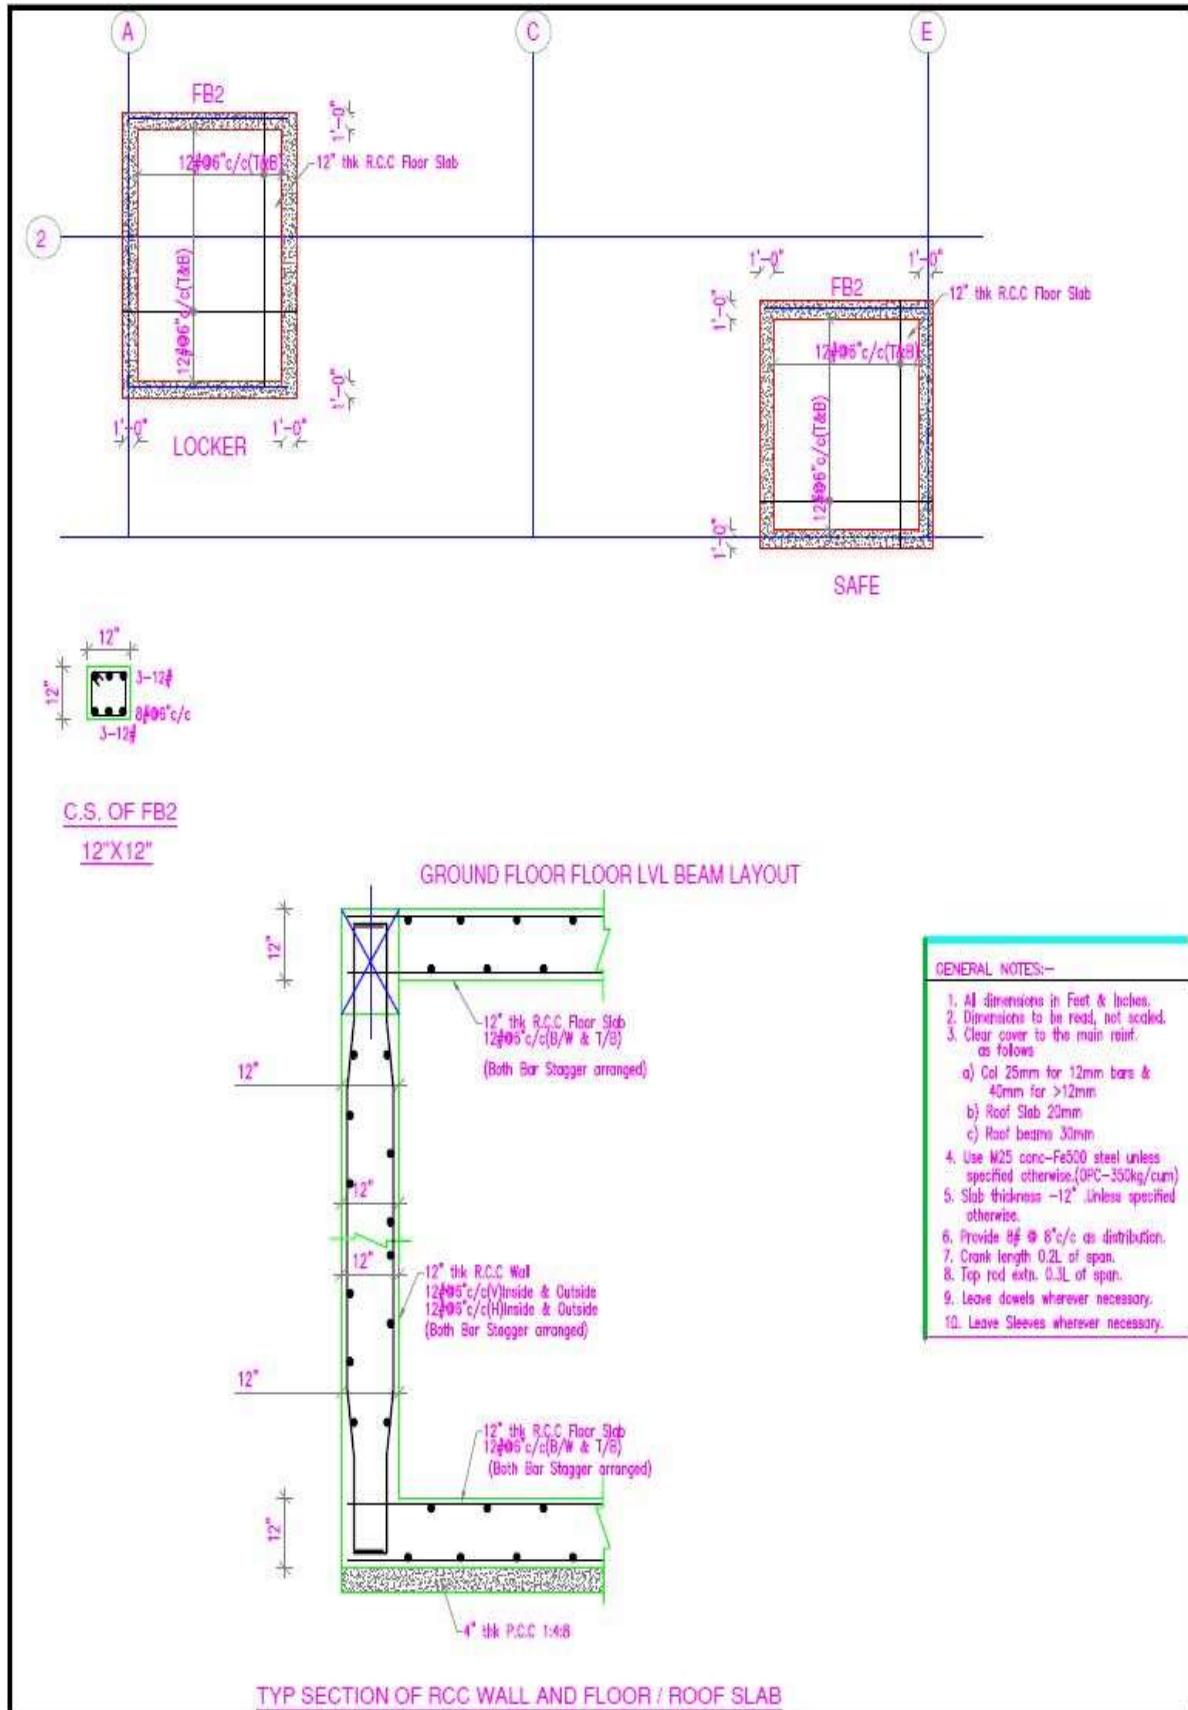 A
C
E
FB2
1'-0"
12⌀@6"c/c(T&B)
12" thk R.C.C Floor Slab
2
12⌀@6"c/c(T&B)
1'-0"
1'-0"
1'-0"
LOCKER
1'-0"
1'-0"
FB2
12" thk R.C.C Floor Slab
1'-0"
12⌀@6"c/c(T&B)
12⌀@6"c/c(T&B)
1'-0"
SAFE
12"
12"
3-12⌀
8⌀@6"c/c
3-12⌀
C.S. OF FB2
12"X12"
GROUND FLOOR FLOOR LVL BEAM LAYOUT
12"
12" thk R.C.C Floor Slab
12⌀@6"c/c(B/W & T/B)
(Both Bar Stagger arranged)
12"
12"
12"
12" thk R.C.C Wall
12⌀@6"c/c(V)Inside & Outside
12⌀@6"c/c(H)Inside & Outside
(Both Bar Stagger arranged)
12"
12" thk R.C.C Floor Slab
12⌀@6"c/c(B/W & T/B)
(Both Bar Stagger arranged)
12"
4" thk P.C.C 1:4:8
TYP SECTION OF RCC WALL AND FLOOR / ROOF SLAB
GENERAL NOTES:-
1. All dimensions in Feet & Inches.
2. Dimensions to be read, not scaled.
3. Clear cover to the main reinf.
as follows
a) Col 25mm for 12mm bars &
40mm for >12mm
b) Roof Slab 20mm
c) Roof beams 30mm
4. Use M25 conc-Fe500 steel unless
specified otherwise.(OPC-350kg/cum)
5. Slab thickness -12" .Unless specified
otherwise.
6. Provide 8⌀ @ 8"c/c as distribution.
7. Crank length 0.2L of span.
8. Top rod extn. 0.3L of span.
9. Leave dowels wherever necessary.
10. Leave Sleeves wherever necessary.